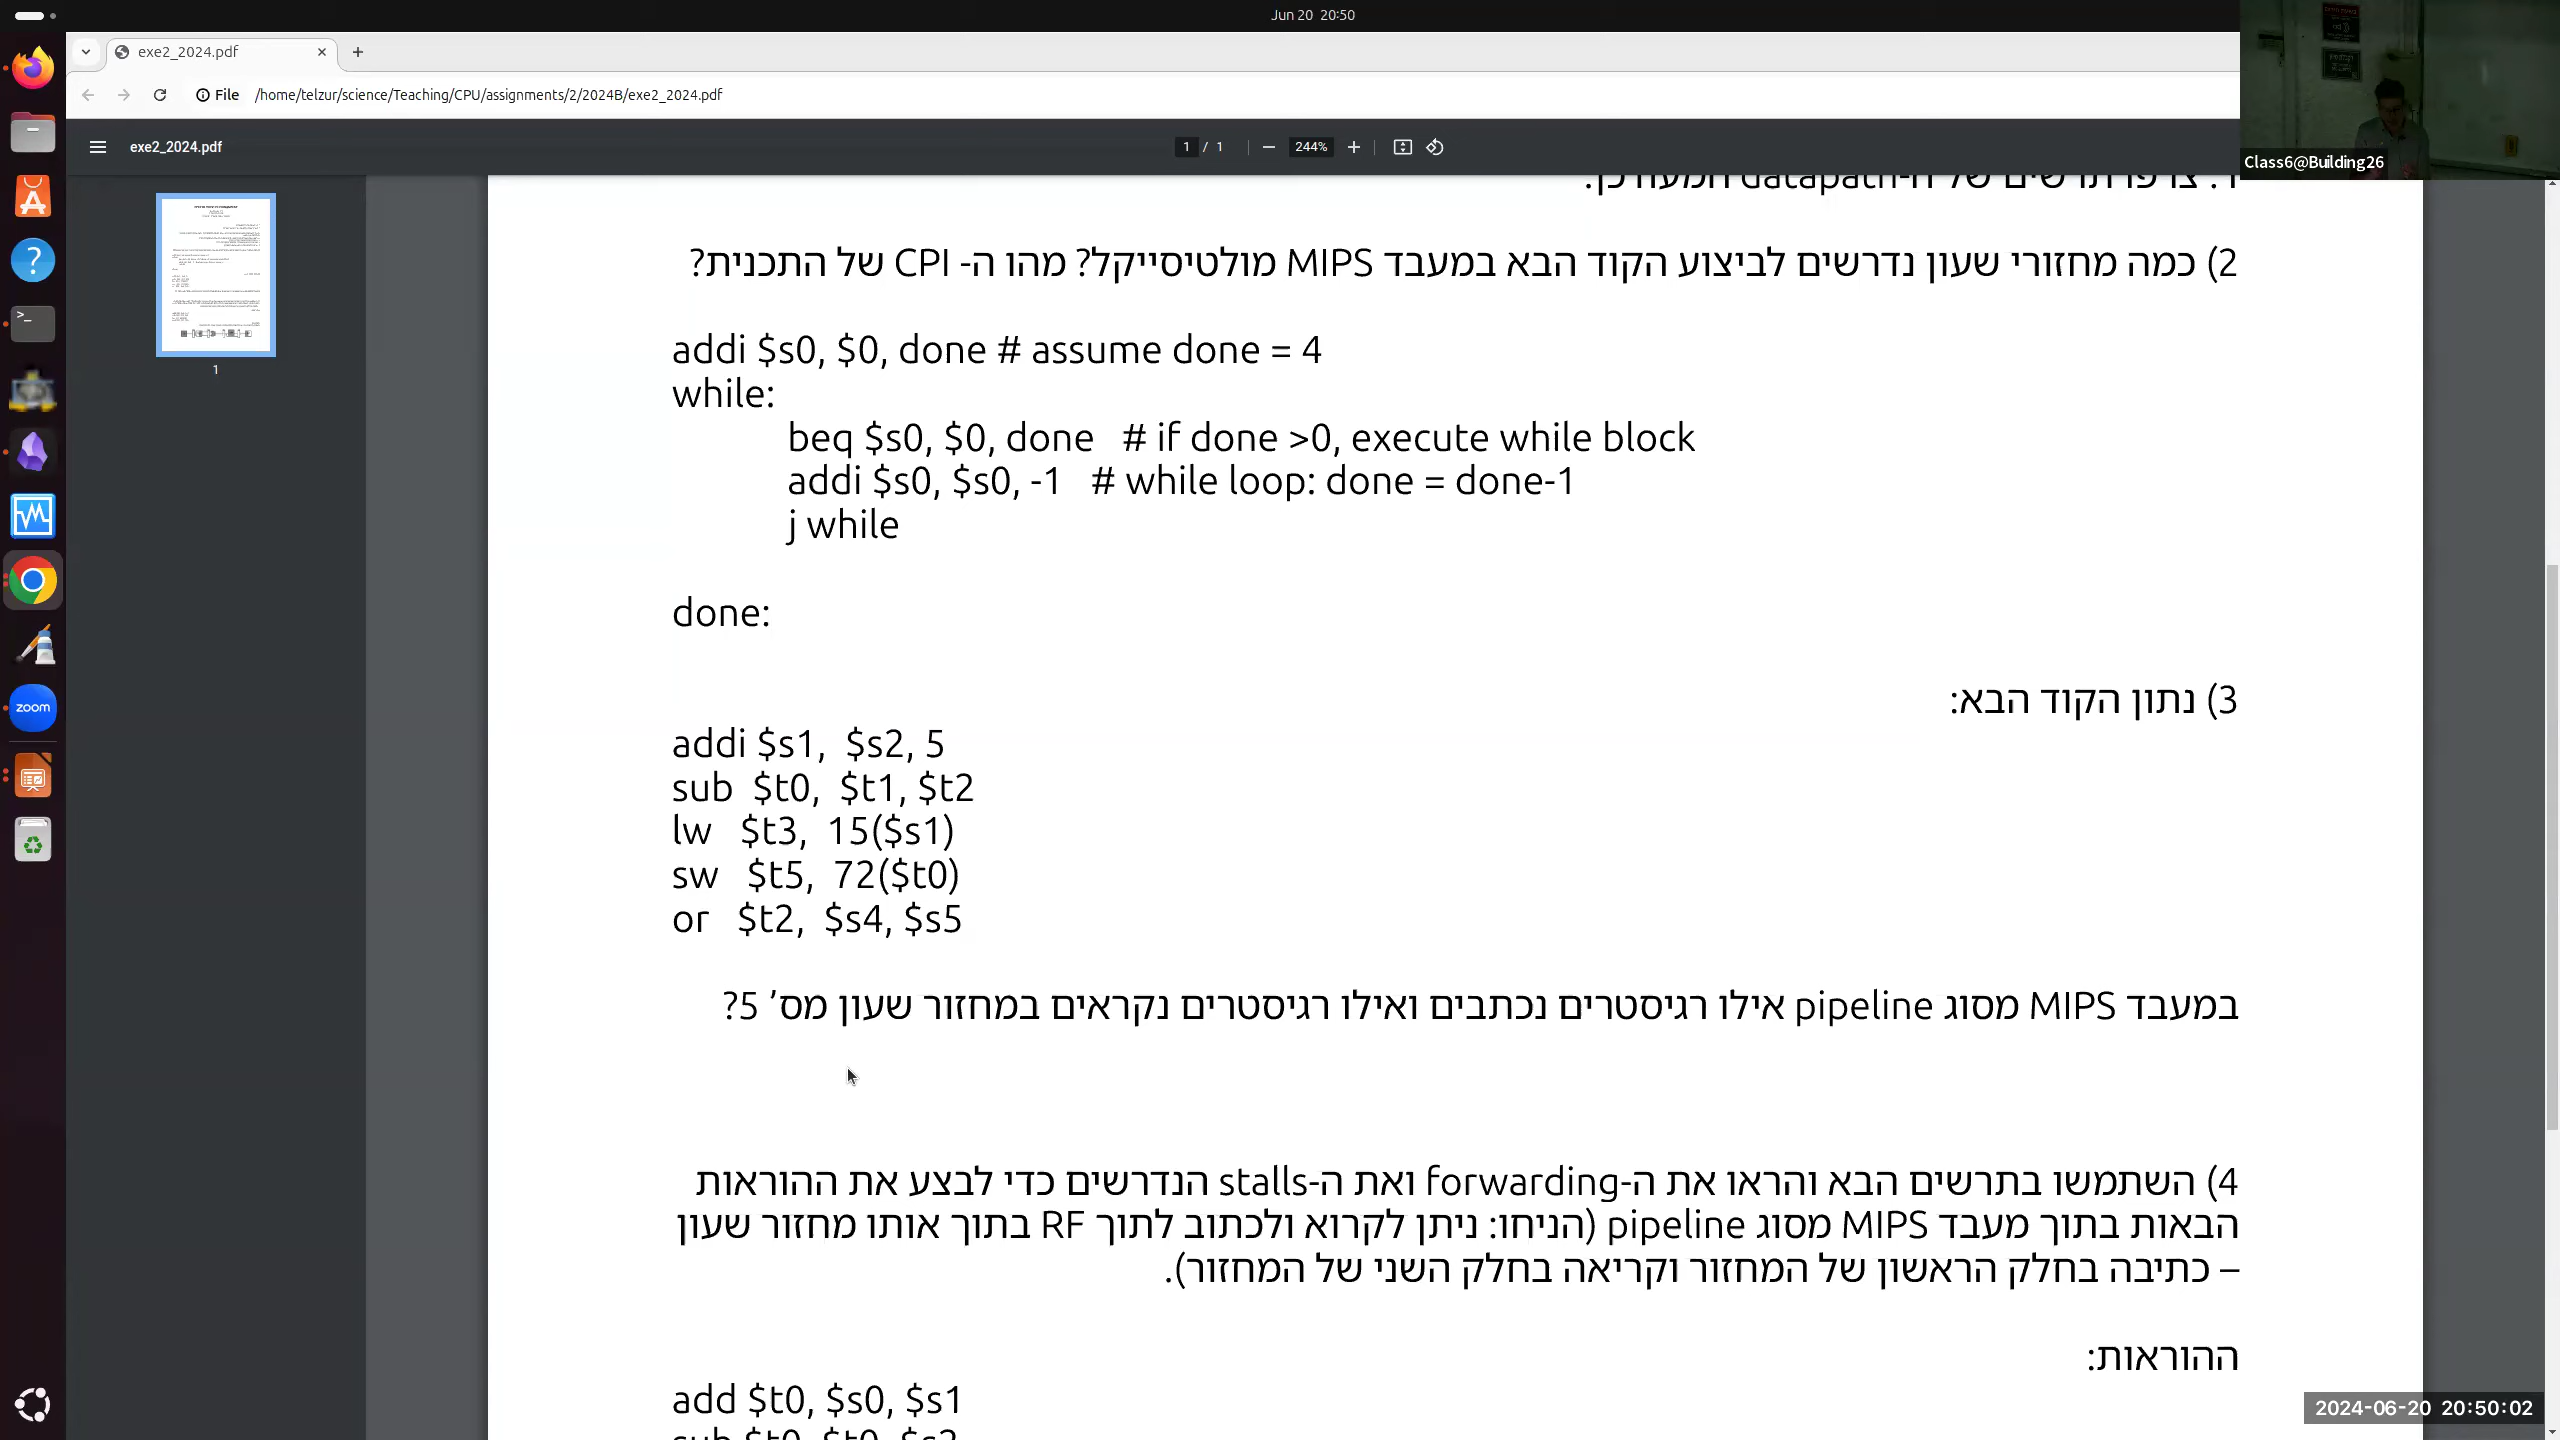 Jun 20 20:50
exe2_2024.pdf
File /home/telzur/science/Teaching/CPU/assignments/2/2024B/exe2_2024.pdf
exe2_2024.pdf
1 / 1
244%
Class6@Building26
1
של ה-datapath
2) כמה מחזורי שעון נדרשים לביצוע הקוד הבא במעבד MIPS מולטיסייקל? מהו ה- CPI של התכנית?
addi $s0, $0, done # assume done = 4
while:
beq $s0, $0, done # if done >0, execute while block
addi $s0, $s0, -1 # while loop: done = done-1
j while
done:
3) נתון הקוד הבא:
addi $s1, $s2, 5
sub $t0, $t1, $t2
lw $t3, 15($s1)
sw $t5, 72($t0)
or $t2, $s4, $s5
במעבד MIPS מסוג pipeline אילו רגיסטרים נכתבים ואילו רגיסטרים נקראים במחזור שעון מס’ 5?
4) השתמשו בתרשים הבא והראו את ה-forwarding ואת ה-stalls הנדרשים כדי לבצע את ההוראות
הבאות בתוך מעבד MIPS מסוג pipeline (הניחו: ניתן לקרוא ולכתוב לתוך RF בתוך אותו מחזור שעון
– כתיבה בחלק הראשון של המחזור וקריאה בחלק השני של המחזור).
ההוראות:
add $t0, $s0, $s1
sub $t0, $t0, $s2
zoom
2024-06-20 20:50:02